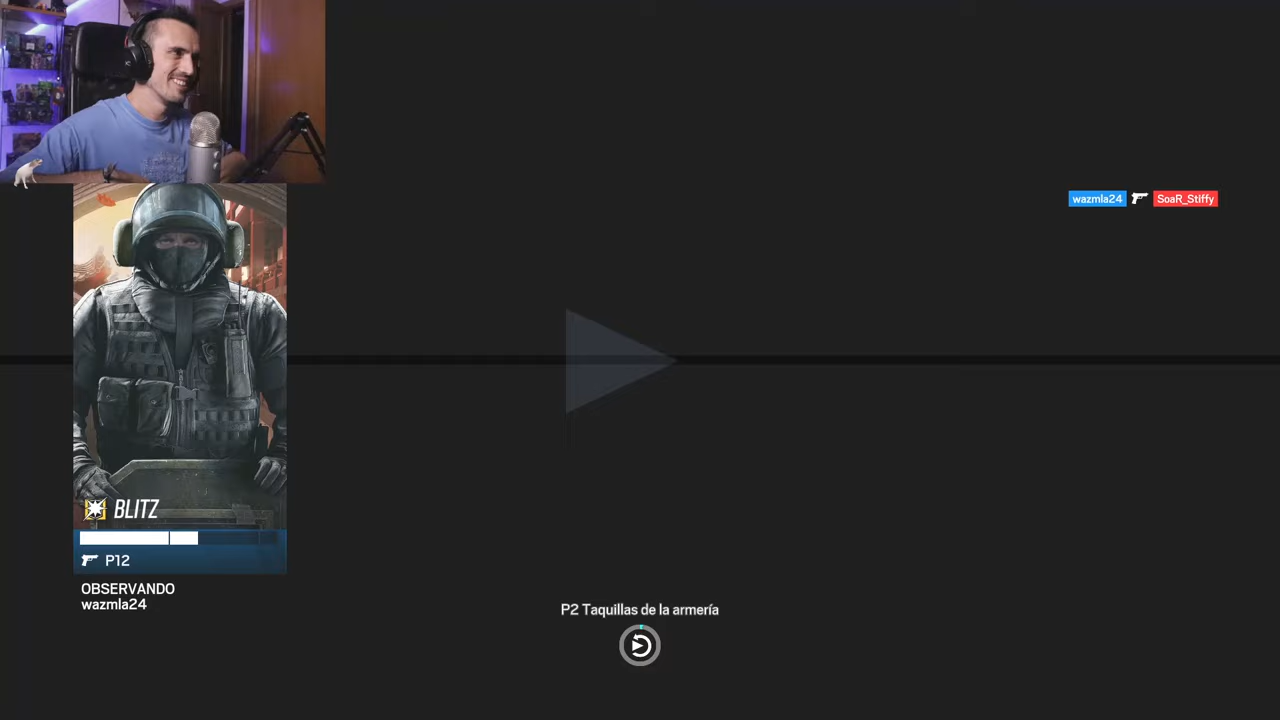 wazmla24 SoaR_Stiffy
BLITZ
P12
OBSERVANDO
wazmla24
P2 Taquillas de la armería